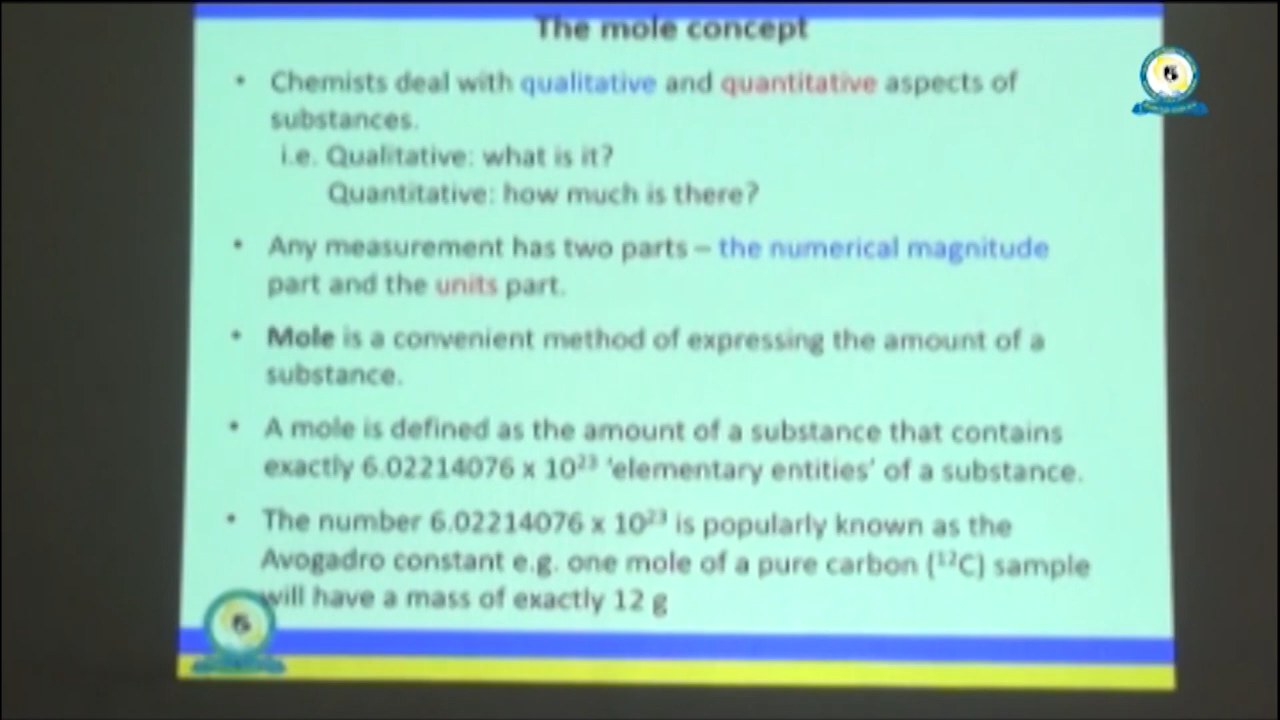 The mole concept
• Chemists deal with qualitative and quantitative aspects of
substances.
i.e. Qualitative: what is it?
Quantitative: how much is there?
• Any measurement has two parts – the numerical magnitude
part and the units part.
• Mole is a convenient method of expressing the amount of a
substance.
• A mole is defined as the amount of a substance that contains
exactly 6.02214076 x 10²³ 'elementary entities' of a substance.
• The number 6.02214076 x 10²³ is popularly known as the
Avogadro constant e.g. one mole of a pure carbon (¹²C) sample
will have a mass of exactly 12 g